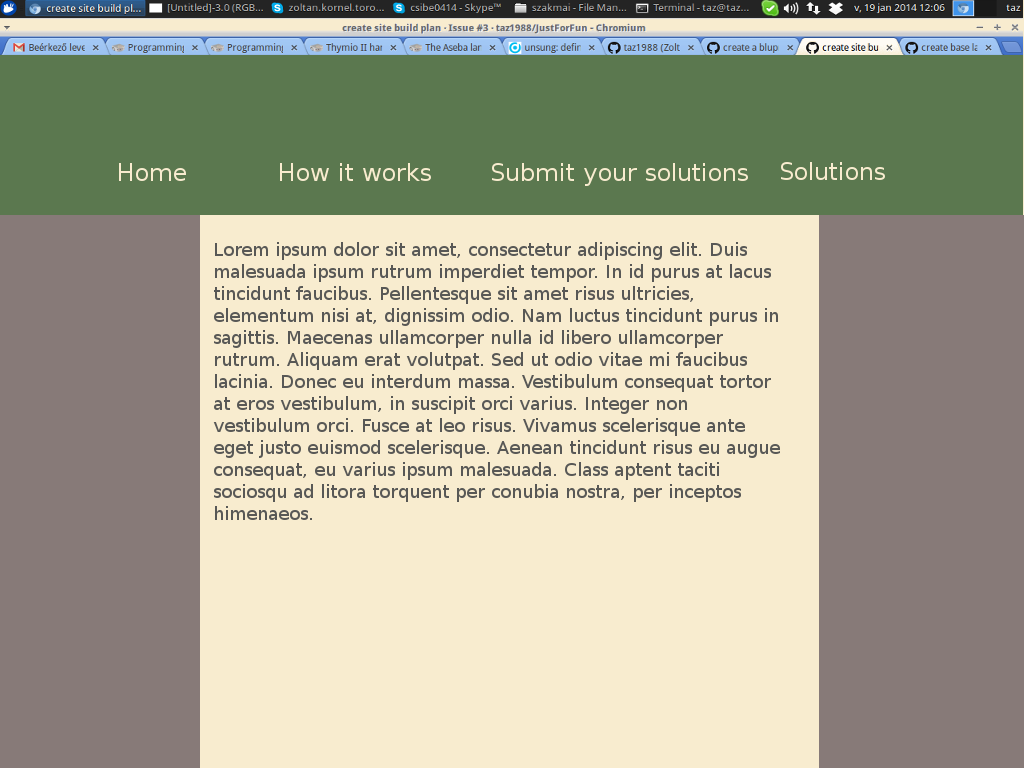 create site build pl...
[Untitled]-3.0 (RGB...
zoltan.kornel.toro...
csibe0414 - Skype™
szakmai - File Man...
Terminal - taz@taz...
v, 19 jan 2014 12:06
taz
create site build plan · Issue #3 · taz1988/JustForFun - Chromium
Beérkező leve
Programming
Programming
Thymio II har
The Aseba lan
unsung: defin
taz1988 (Zolt
create a blup
create site bu
create base la
Home
How it works
Submit your solutions
Solutions
Lorem ipsum dolor sit amet, consectetur adipiscing elit. Duis
malesuada ipsum rutrum imperdiet tempor. In id purus at lacus
tincidunt faucibus. Pellentesque sit amet risus ultricies,
elementum nisi at, dignissim odio. Nam luctus tincidunt purus in
sagittis. Maecenas ullamcorper nulla id libero ullamcorper
rutrum. Aliquam erat volutpat. Sed ut odio vitae mi faucibus
lacinia. Donec eu interdum massa. Vestibulum consequat tortor
at eros vestibulum, in suscipit orci varius. Integer non
vestibulum orci. Fusce at leo risus. Vivamus scelerisque ante
eget justo euismod scelerisque. Aenean tincidunt risus eu augue
consequat, eu varius ipsum malesuada. Class aptent taciti
sociosqu ad litora torquent per conubia nostra, per inceptos
himenaeos.